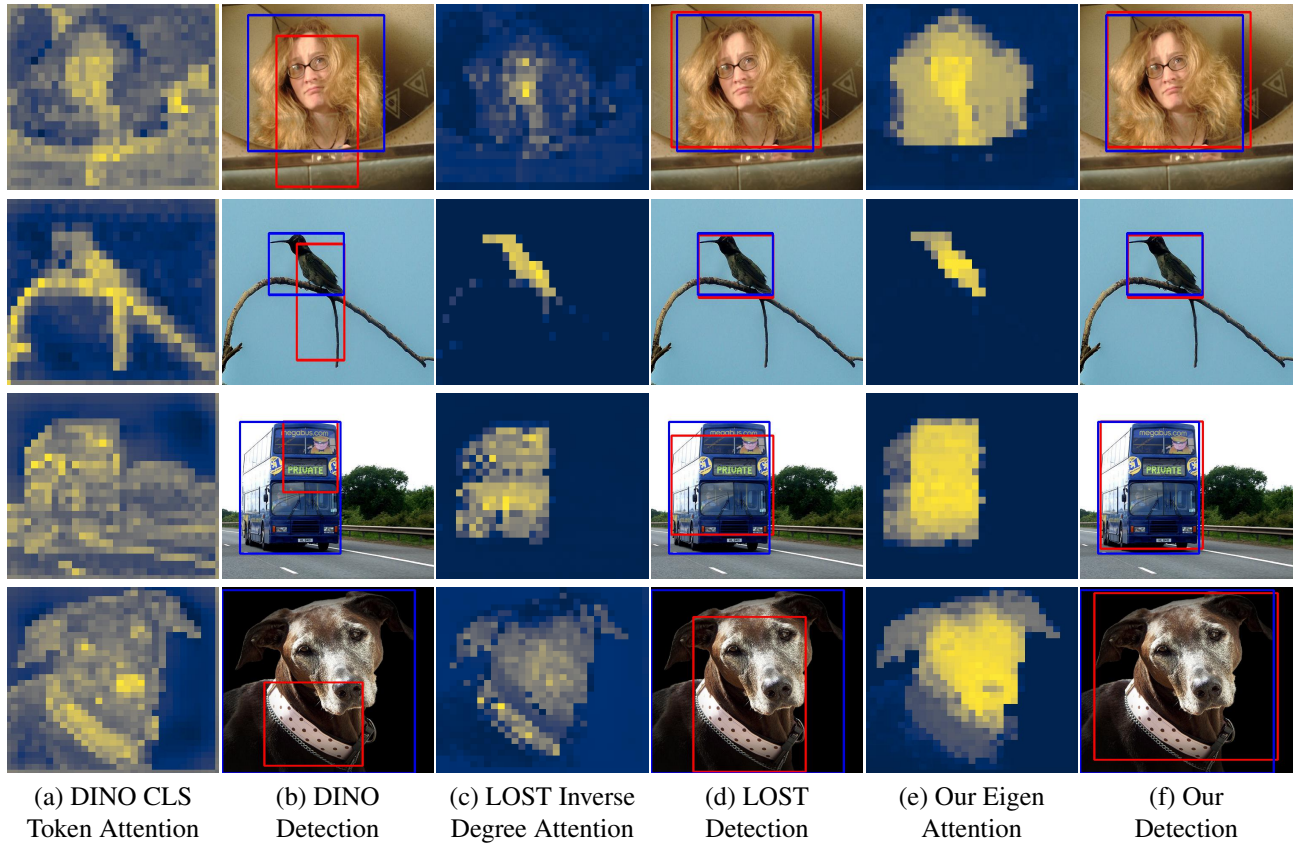 megabus.com
PRIVATE
megabus.com
PRIVATE
megabus.com
PRIVATE
(a) DINO CLS
Token Attention
(b) DINO
Detection
(c) LOST Inverse
Degree Attention
(d) LOST
Detection
(e) Our Eigen
Attention
(f) Our
Detection